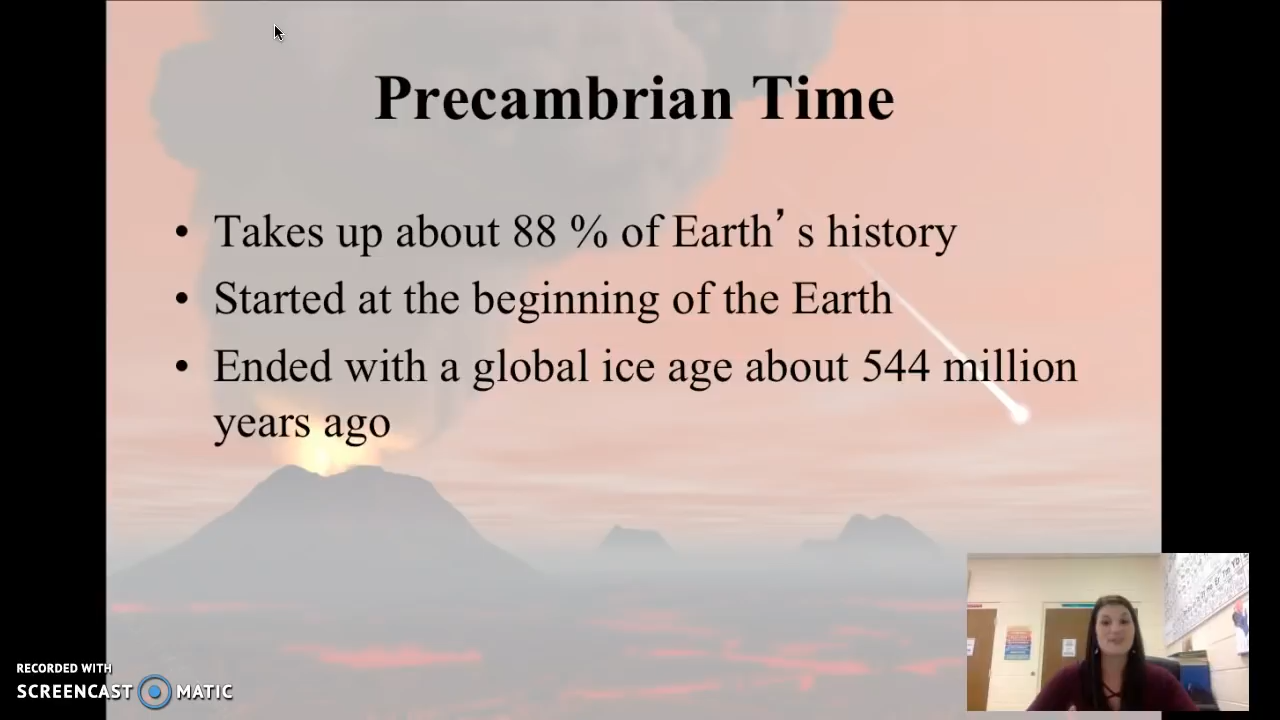 Precambrian Time
• Takes up about 88 % of Earth’ s history
• Started at the beginning of the Earth
• Ended with a global ice age about 544 million
years ago
RECORDED WITH
SCREENCAST MATIC